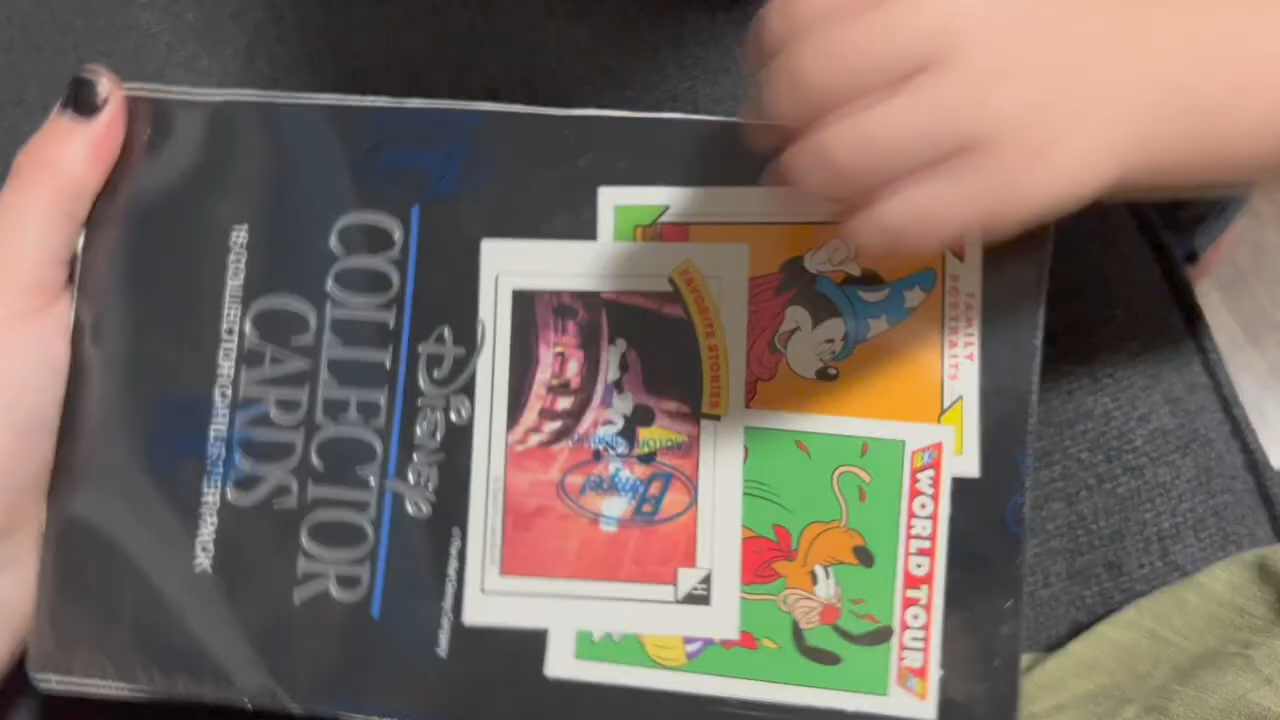 FAMILY
PORTRAITS
WORLD TOUR
FAVORITE STORIES
Disney
COLLECTOR
CARDS
15 COLLECTOR CARDS PER PACK